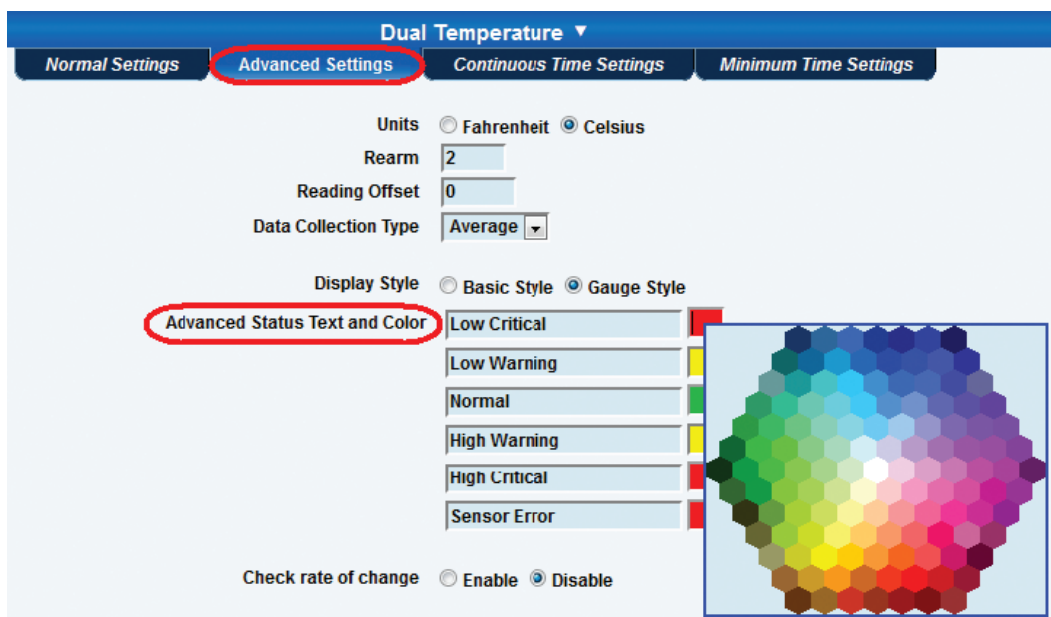 Dual Temperature ▼
Normal Settings Advanced Settings Continuous Time Settings Minimum Time Settings
Units Fahrenheit Celsius
Rearm 2
Reading Offset 0
Data Collection Type Average
Display Style Basic Style Gauge Style
Advanced Status Text and Color Low Critical
Low Warning
Normal
High Warning
High Critical
Sensor Error
Check rate of change Enable Disable